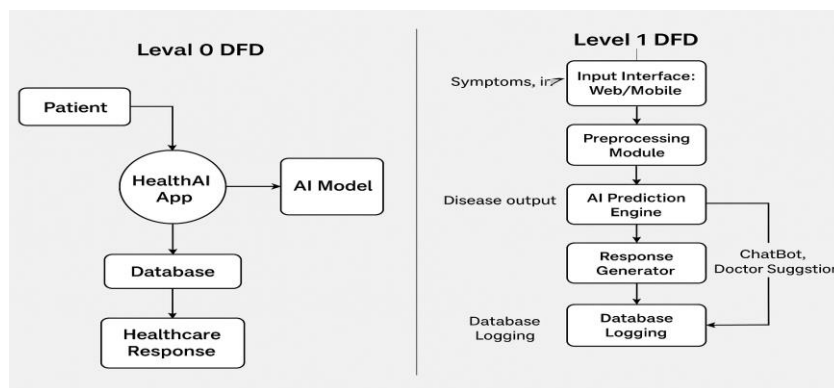 Leval 0 DFD
Patient
HealthAI
App
AI Model
Database
Healthcare
Response
Level 1 DFD
Symptoms, ir
Input Interface:
Web/Mobile
Preprocessing
Module
Disease output
AI Prediction
Engine
Response
Generator
ChatBot,
Doctor Suggstion
Database
Logging
Database
Logging